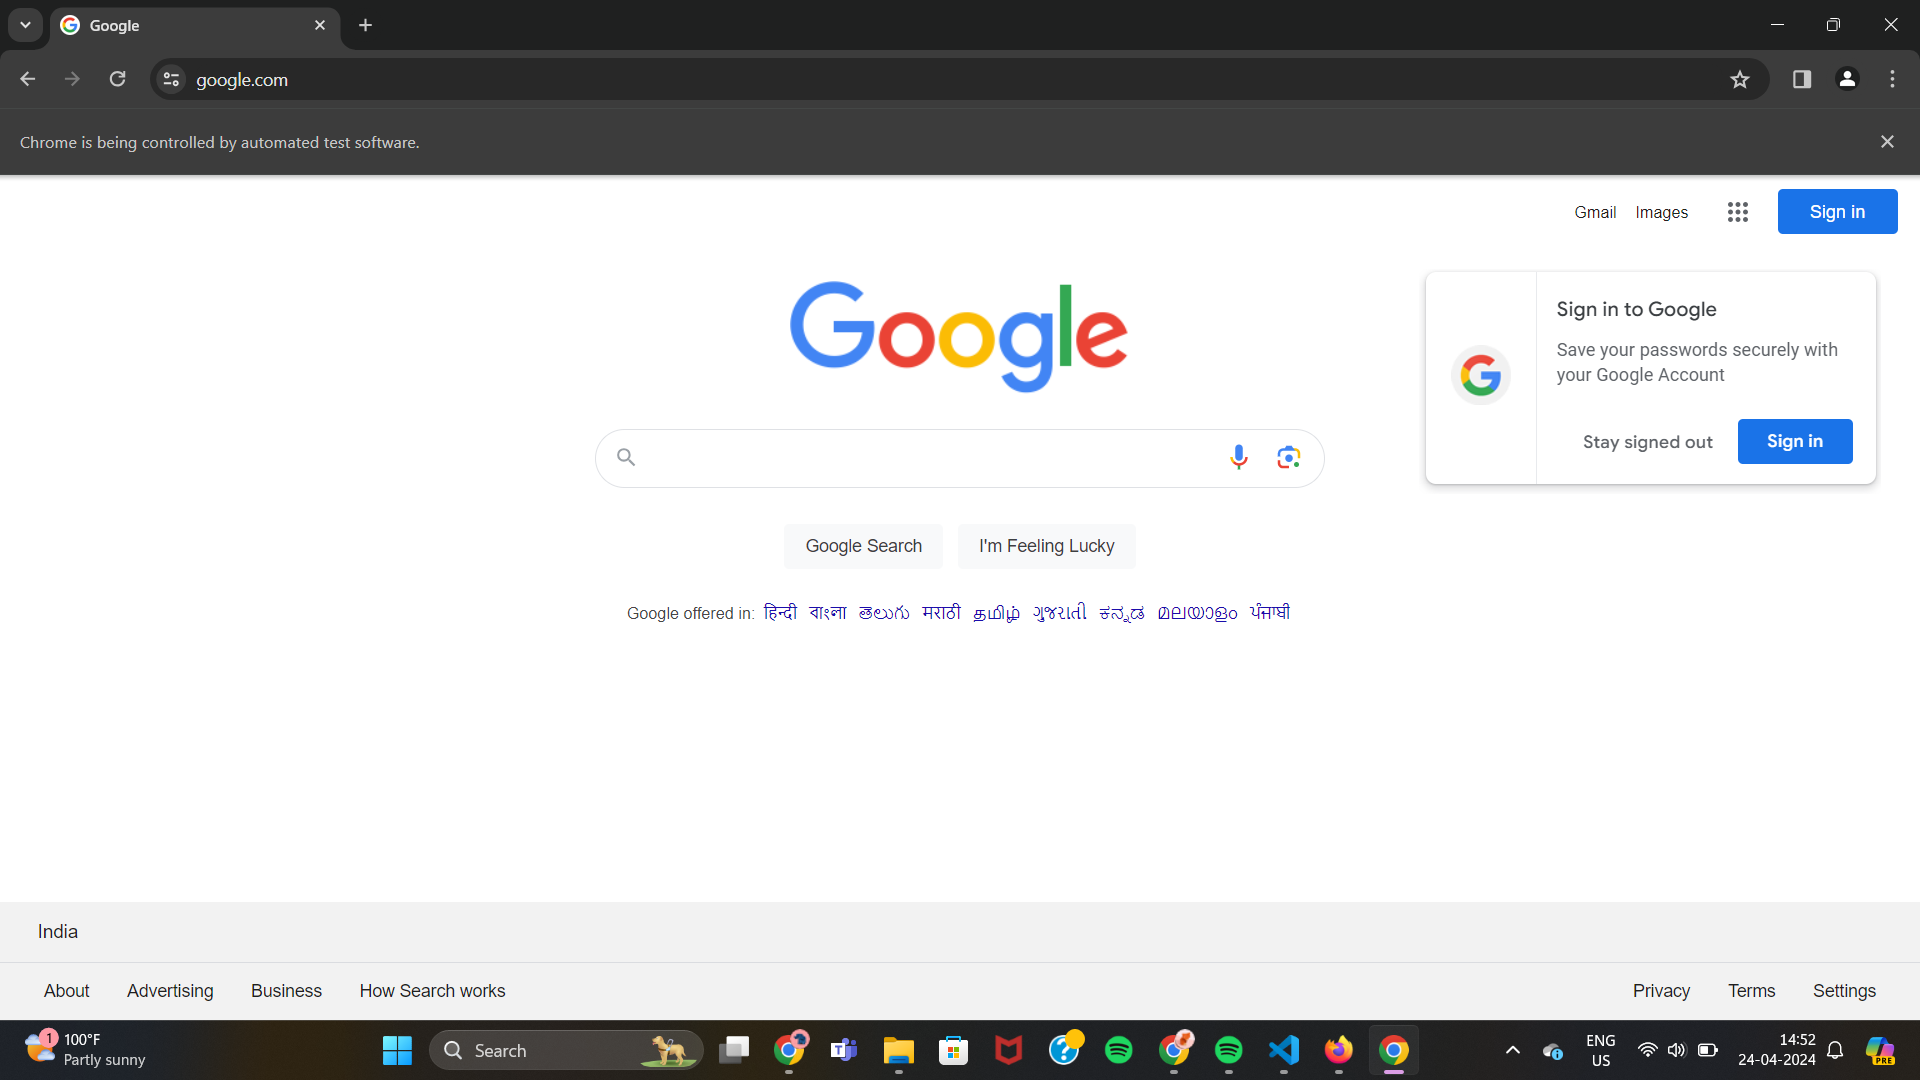 Google
google.com
Chrome is being controlled by automated test software.
Gmail Images Sign in
Google
Sign in to Google
Save your passwords securely with
your Google Account
Stay signed out Sign in
Google Search I'm Feeling Lucky
Google offered in: हिन्दी বাংলা తెలుగు मराठी தமிழ் ગુજરાતી ಕನ್ನಡ മലയാളം ਪੰਜਾਬੀ
India
About Advertising Business How Search works Privacy Terms Settings
1 100°F
Partly sunny
Search
ENG
US
14:52
24-04-2024
PRE